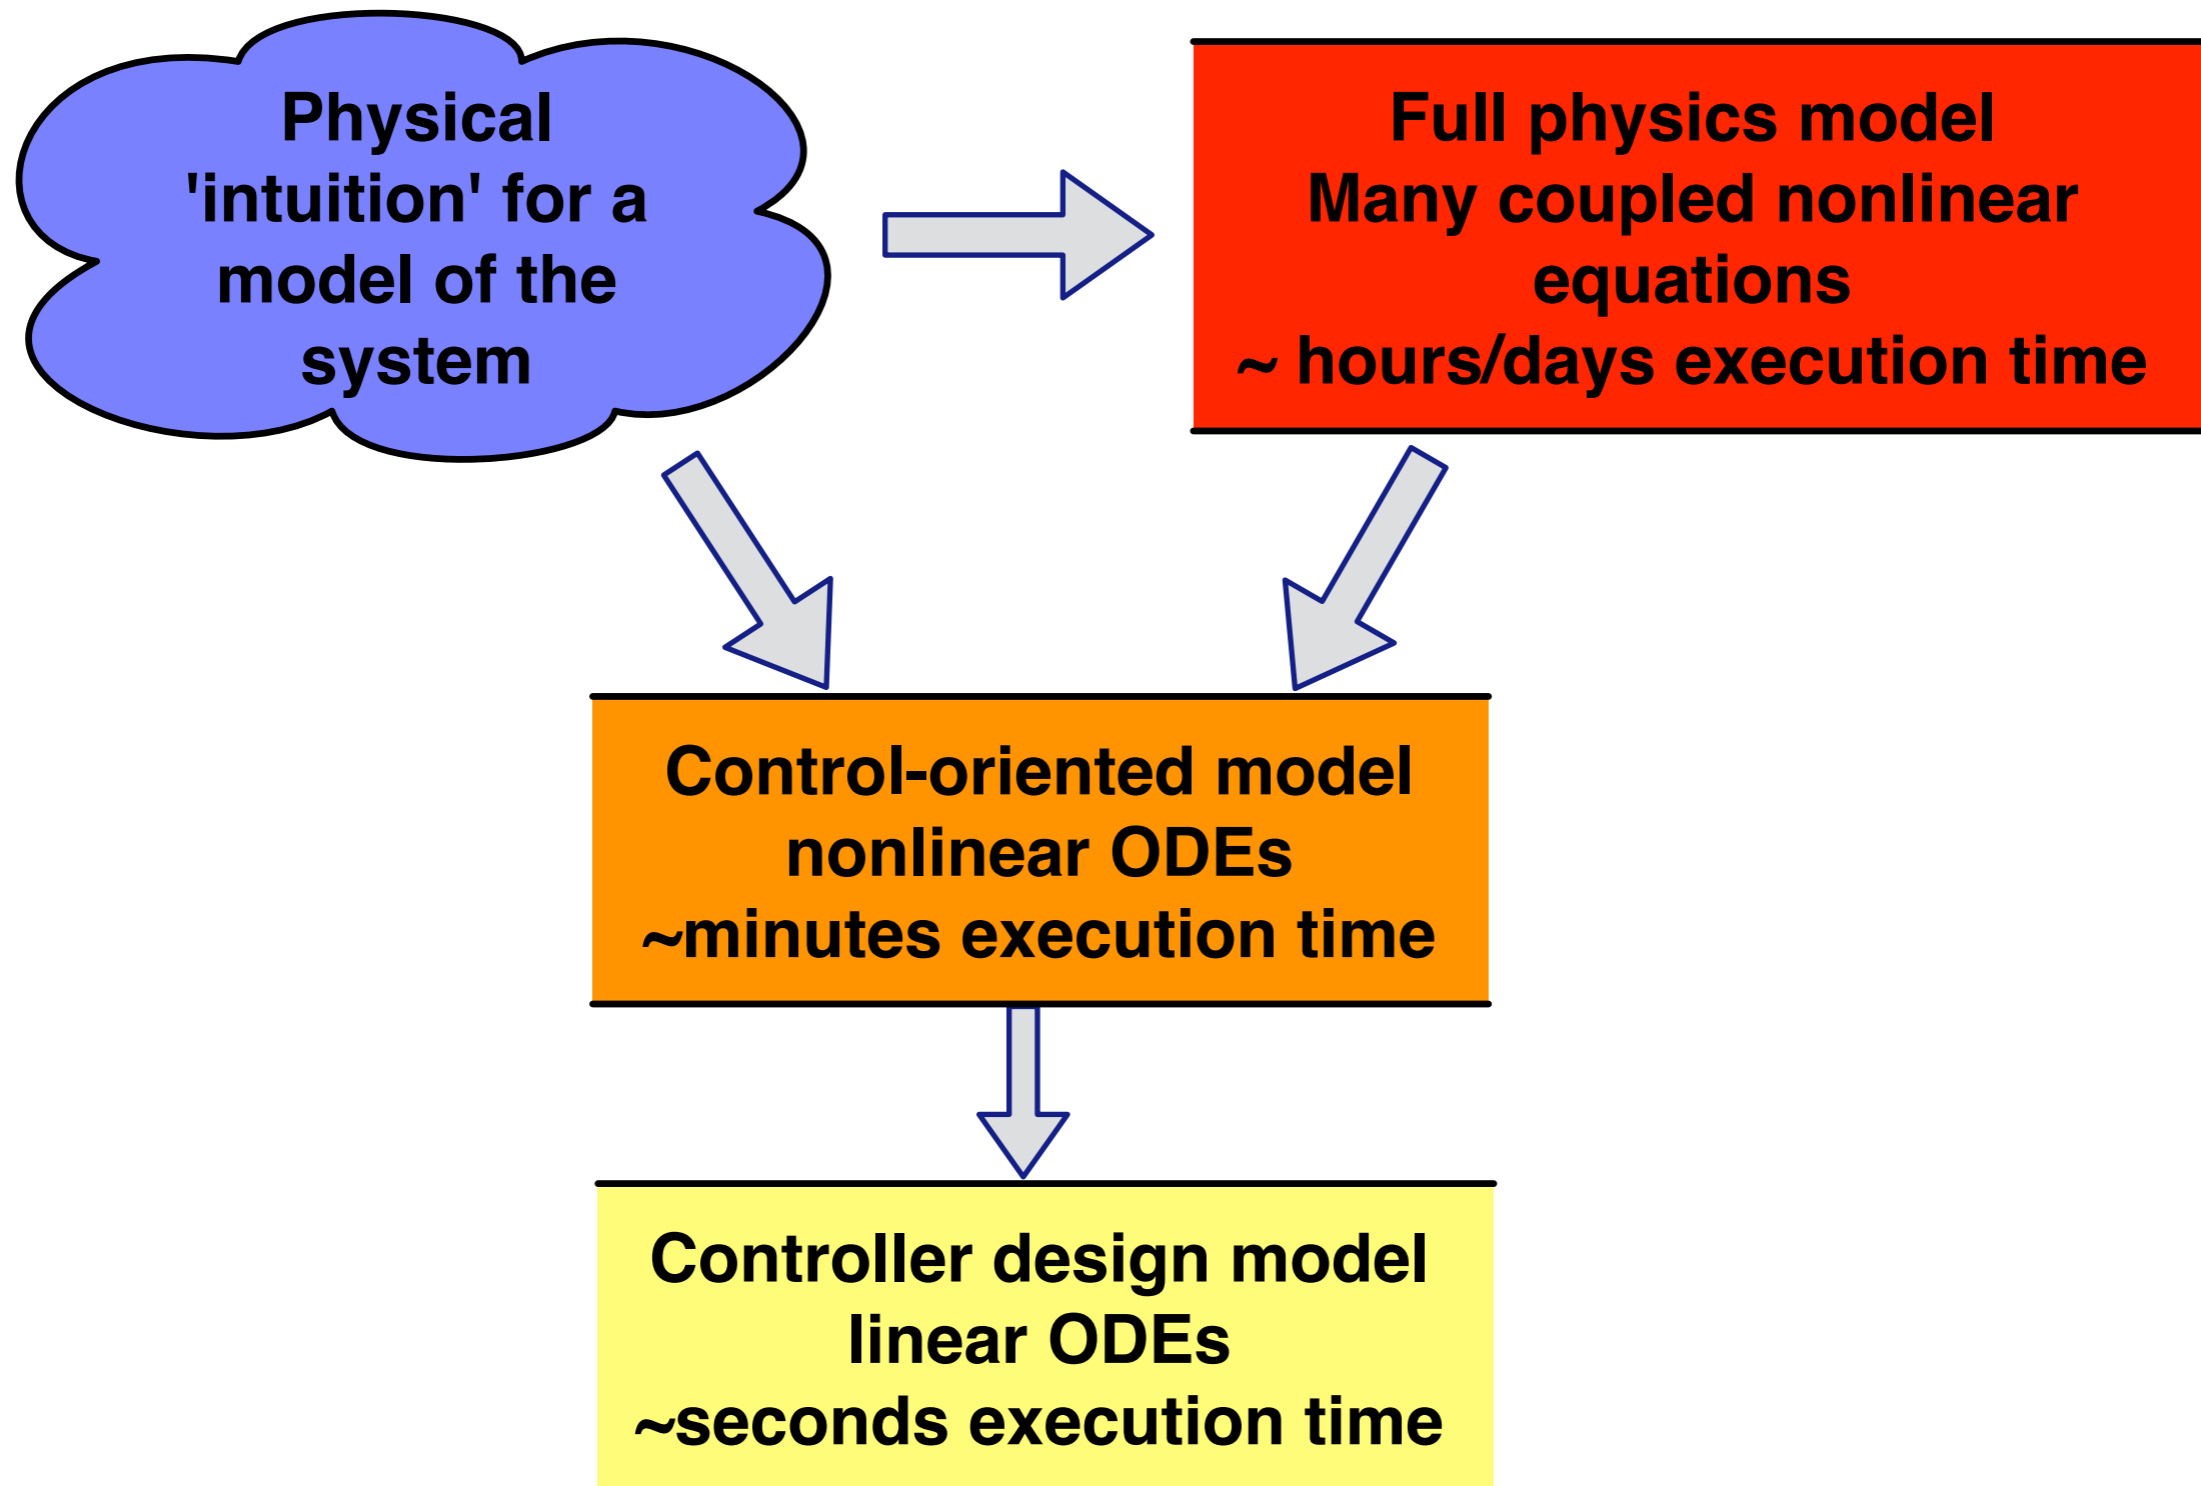 Physical
'intuition' for a
model of the
system
Full physics model
Many coupled nonlinear
equations
~ hours/days execution time
Control-oriented model
nonlinear ODEs
~minutes execution time
Controller design model
linear ODEs
~seconds execution time